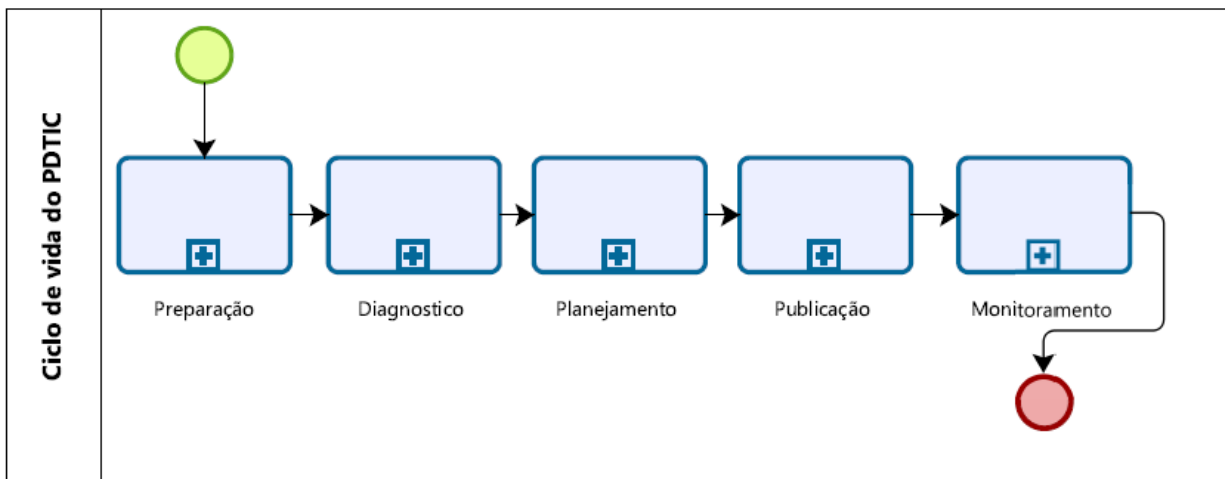 Ciclo de vida do PDTIC
Preparação
Diagnostico
Planejamento
Publicação
Monitoramento